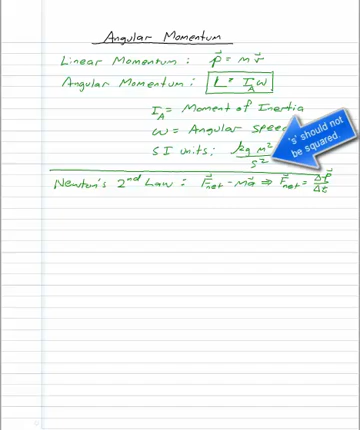 Angular Momentum
Linear Momentum : p⃗ = m v⃗
Angular Momentum : L = I_A ω
I_A = Moment of Inertia
ω = Angular speed
SI units: kg m² / s²
's' should not be squared.
Newton's 2nd Law : F⃗net = ma⃗ ⇒ F⃗net = Δp⃗ / Δt